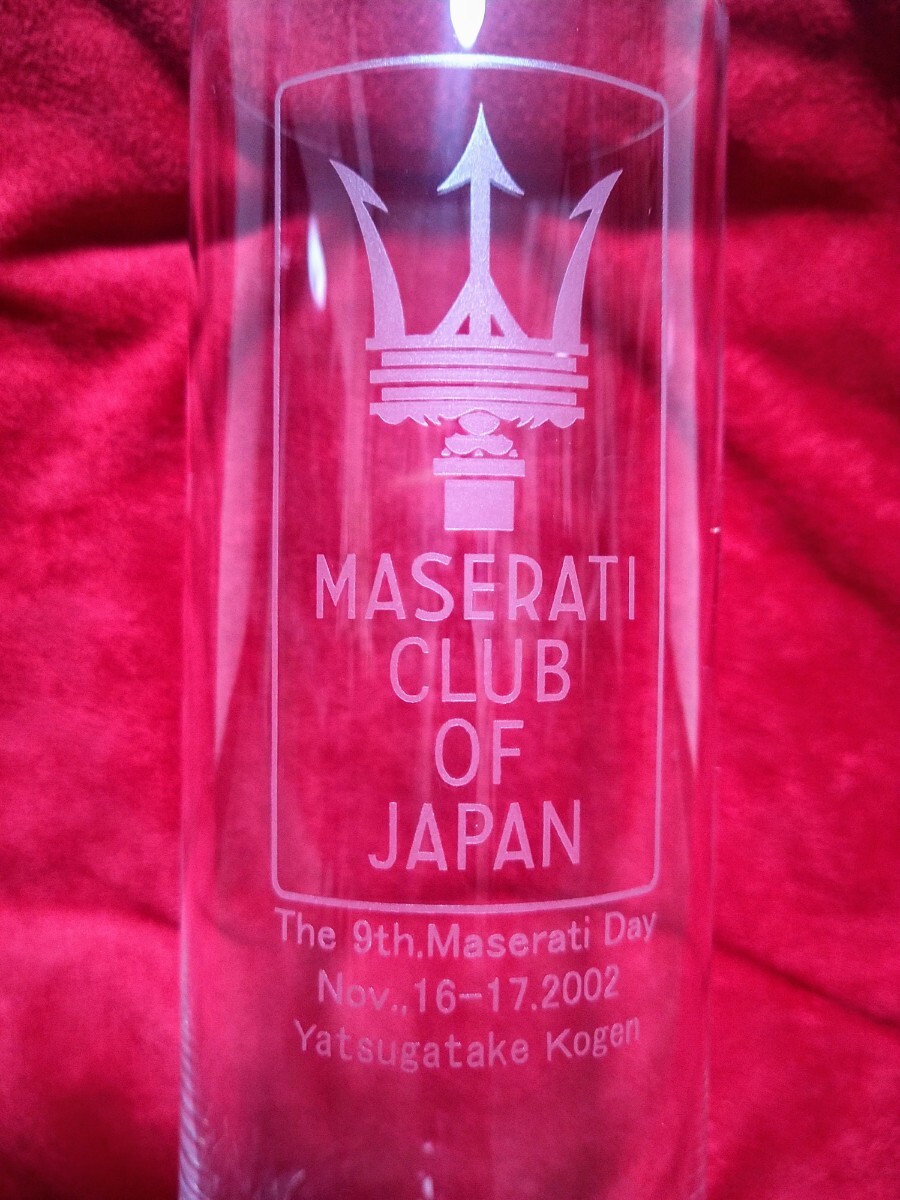 MASERATI
CLUB
OF
JAPAN
The 9th.Maserati Day
Nov.,16-17.2002
Yatsugatake Kogen